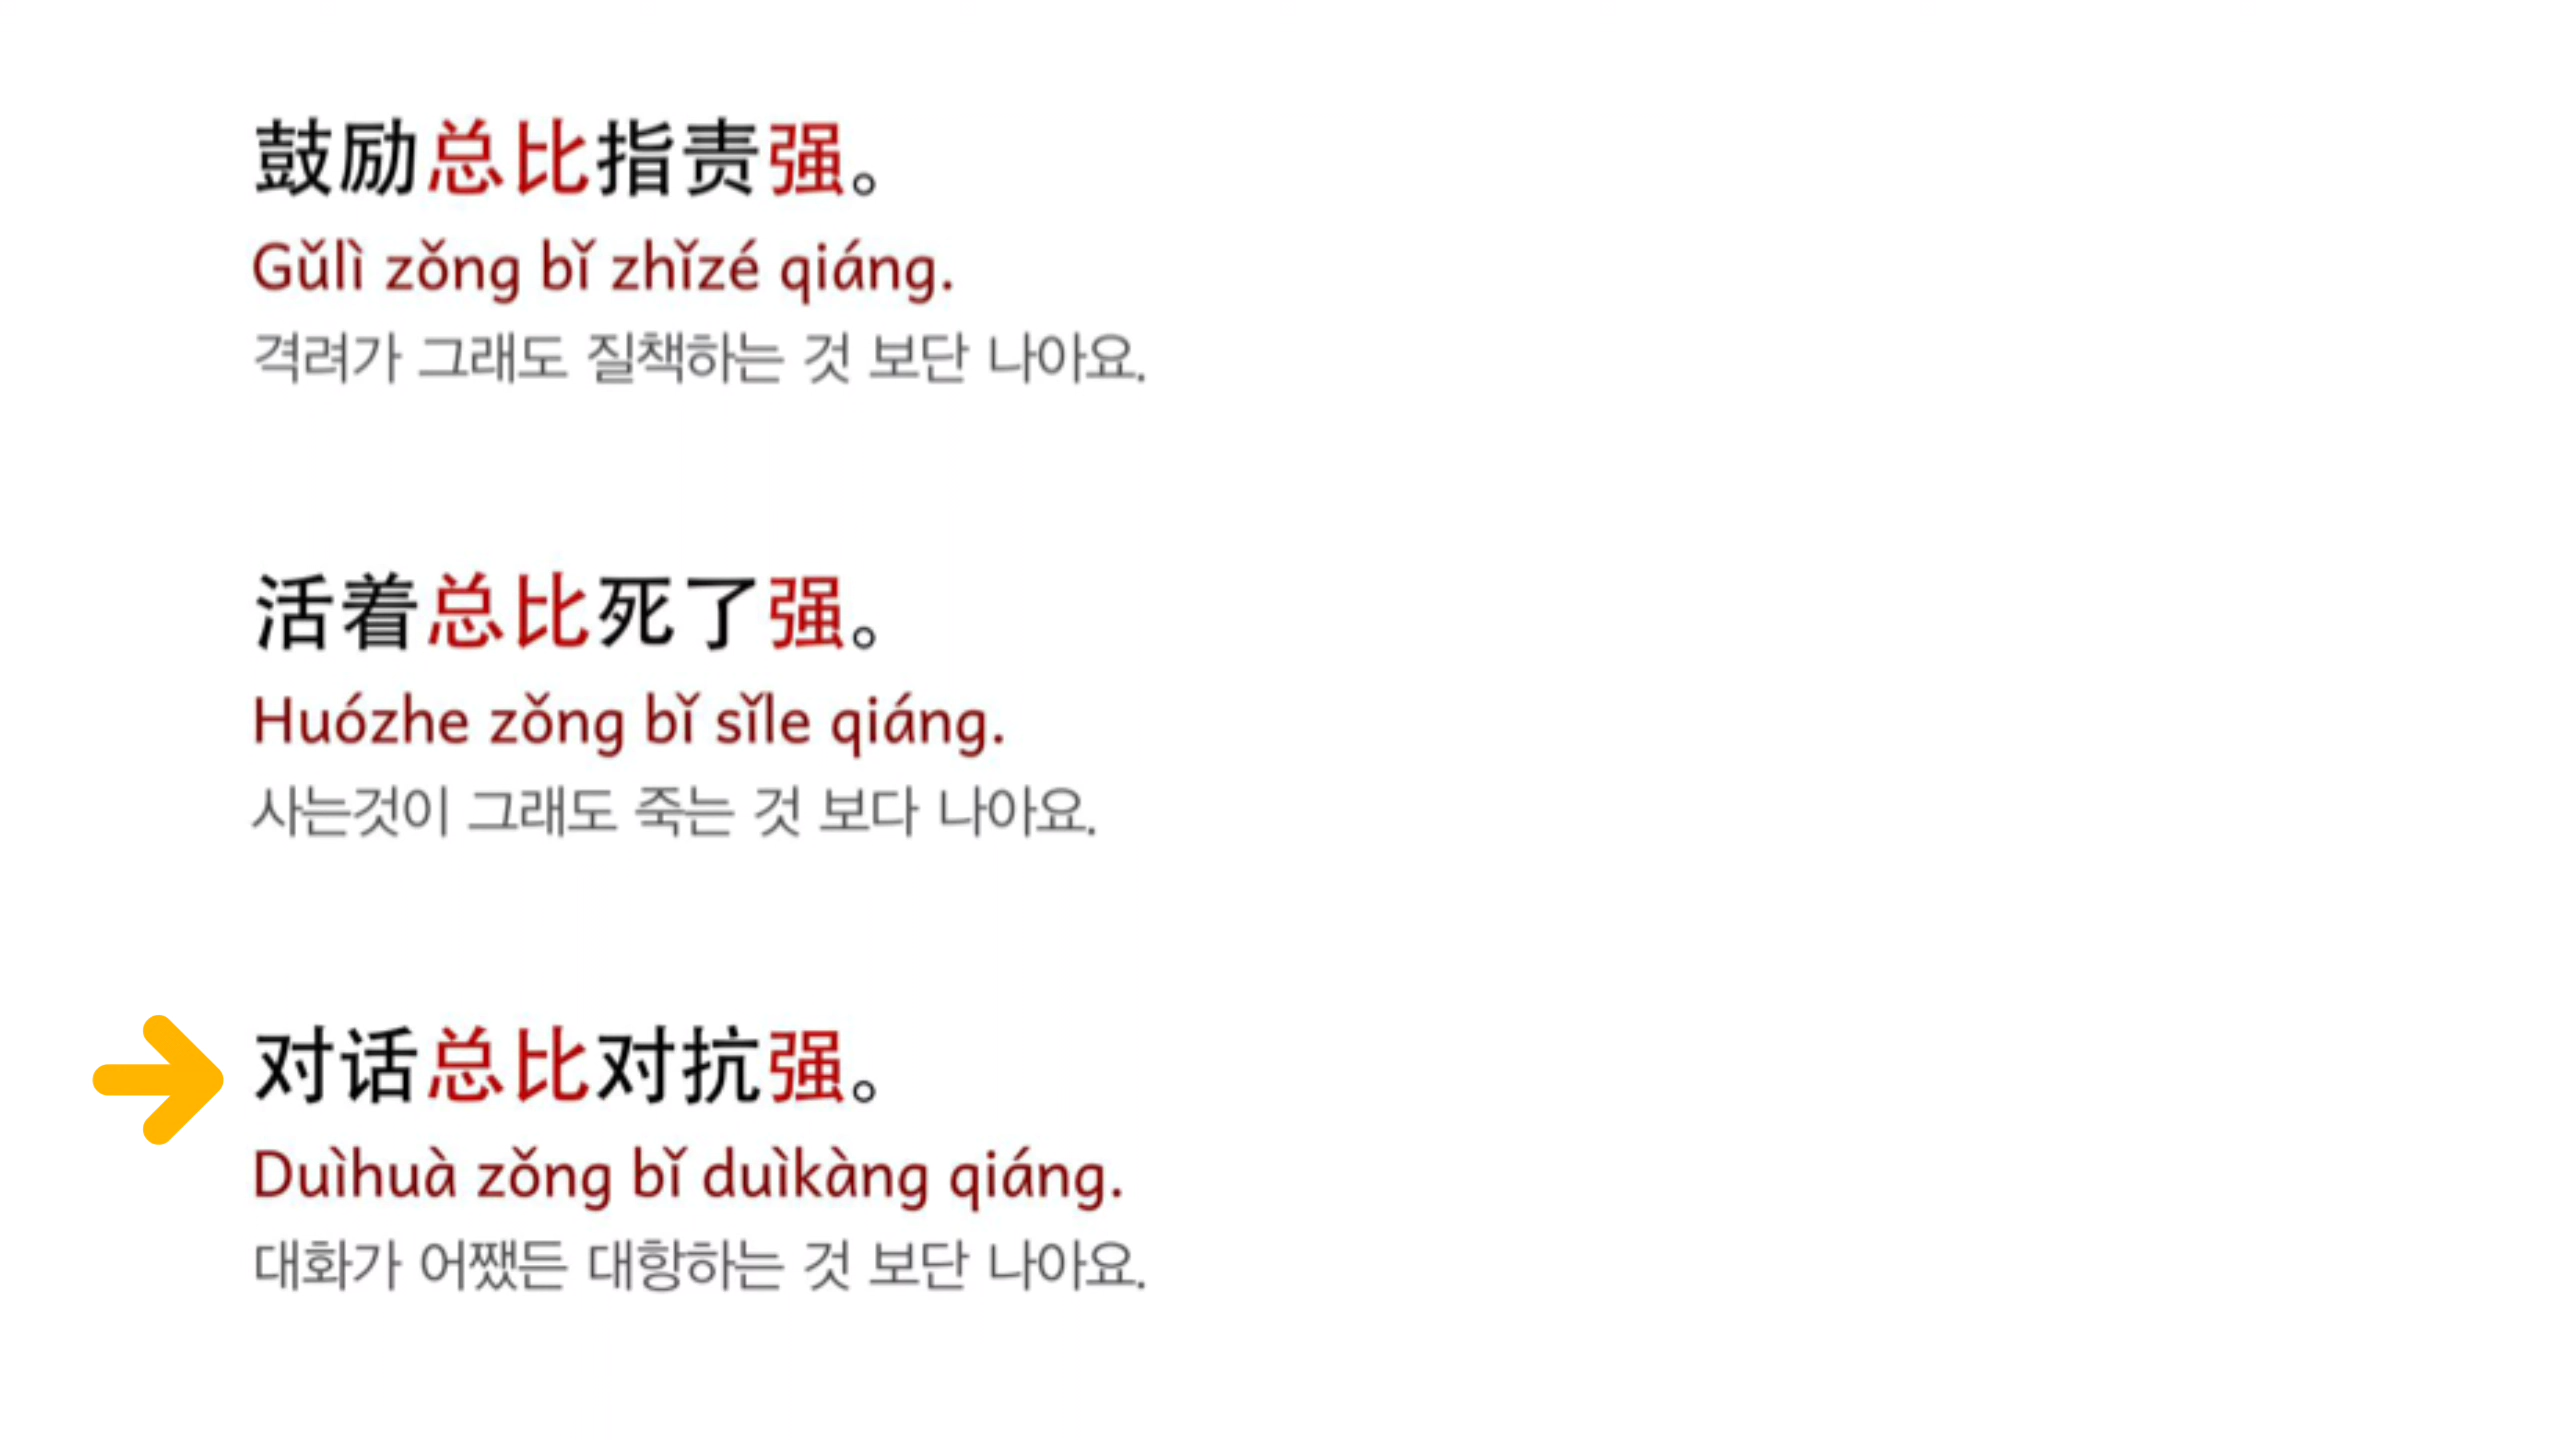 鼓励总比指责强。
Gǔlì zǒng bǐ zhǐzé qiáng.
격려가 그래도 질책하는 것 보단 나아요.
活着总比死了强。
Huózhe zǒng bǐ sǐle qiáng.
사는것이 그래도 죽는 것 보다 나아요.
对话总比对抗强。
Duìhuà zǒng bǐ duìkàng qiáng.
대화가 어쨌든 대항하는 것 보단 나아요.